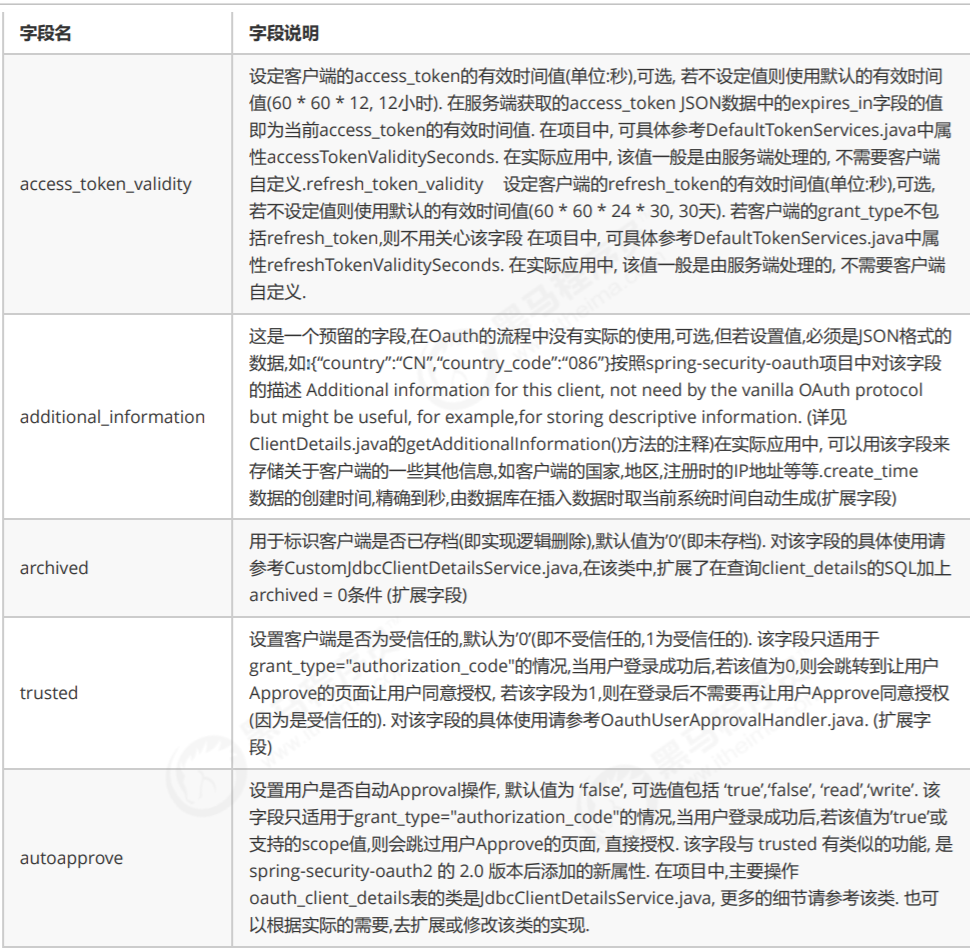 字段名 字段说明
设定客户端的access_token的有效时间值(单位:秒),可选, 若不设定值则使用默认的有效时间
值(60 * 60 * 12, 12小时). 在服务端获取的access_token JSON数据中的expires_in字段的值
即为当前access_token的有效时间值. 在项目中, 可具体参考DefaultTokenServices.java中属
性accessTokenValiditySeconds. 在实际应用中, 该值一般是由服务端处理的, 不需要客户端
access_token_validity 自定义.refresh_token_validity 设定客户端的refresh_token的有效时间值(单位:秒),可选,
若不设定值则使用默认的有效时间值(60 * 60 * 24 * 30, 30天). 若客户端的grant_type不包
括refresh_token,则不用关心该字段 在项目中, 可具体参考DefaultTokenServices.java中属
性refreshTokenValiditySeconds. 在实际应用中, 该值一般是由服务端处理的, 不需要客户端
自定义.
这是一个预留的字段,在Oauth的流程中没有实际的使用,可选,但若设置值,必须是JSON格式的
数据,如:{“country”:“CN”,“country_code”:“086”}按照spring-security-oauth项目中对该字段
的描述 Additional information for this client, not need by the vanilla OAuth protocol
additional_information but might be useful, for example,for storing descriptive information. (详见
ClientDetails.java的getAdditionalInformation()方法的注释)在实际应用中, 可以用该字段来
存储关于客户端的一些其他信息,如客户端的国家,地区,注册时的IP地址等等.create_time
数据的创建时间,精确到秒,由数据库在插入数据时取当前系统时间自动生成(扩展字段)
用于标识客户端是否已存档(即实现逻辑删除),默认值为’0’(即未存档). 对该字段的具体使用请
archived 参考CustomJdbcClientDetailsService.java,在该类中,扩展了在查询client_details的SQL加上
archived = 0条件 (扩展字段)
设置客户端是否为受信任的,默认为’0’(即不受信任的,1为受信任的). 该字段只适用于
grant_type="authorization_code"的情况,当用户登录成功后,若该值为0,则会跳转到让用户
trusted Approve的页面让用户同意授权, 若该字段为1,则在登录后不需要再让用户Approve同意授权
(因为是受信任的). 对该字段的具体使用请参考OauthUserApprovalHandler.java. (扩展字
段)
设置用户是否自动Approval操作, 默认值为 ‘false’, 可选值包括 ‘true’,‘false’, ‘read’,‘write’. 该
字段只适用于grant_type="authorization_code"的情况,当用户登录成功后,若该值为’true’或
支持的scope值,则会跳过用户Approve的页面, 直接授权. 该字段与 trusted 有类似的功能, 是
autoapprove spring-security-oauth2 的 2.0 版本后添加的新属性. 在项目中,主要操作
oauth_client_details表的类是JdbcClientDetailsService.java, 更多的细节请参考该类. 也可
以根据实际的需要,去扩展或修改该类的实现.